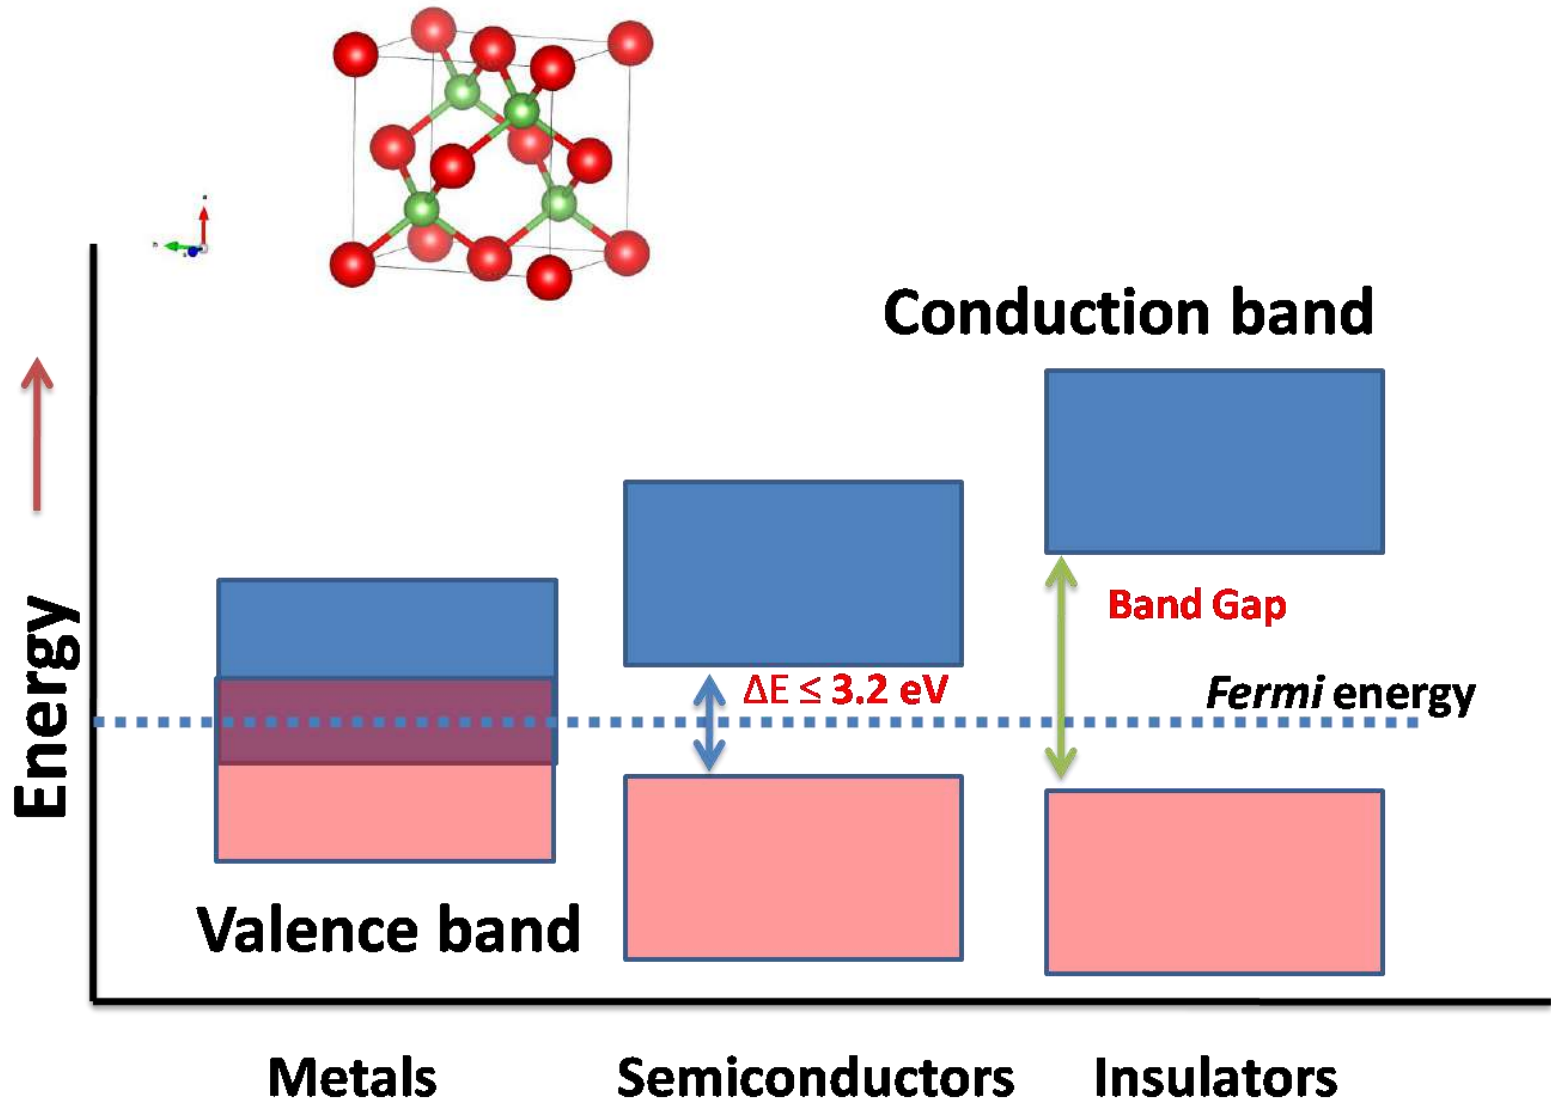 Conduction band
Band Gap
ΔE ≤ 3.2 eV
Fermi energy
Energy
Valence band
Metals
Semiconductors
Insulators